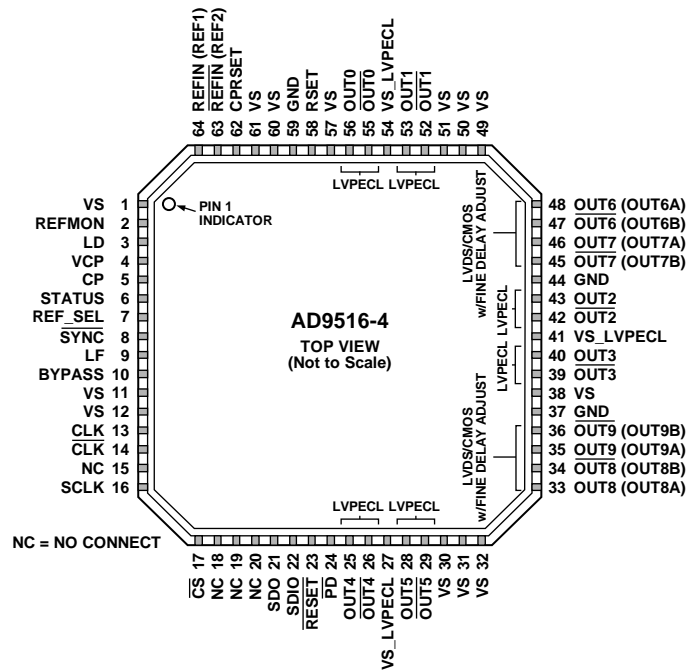 64 REFIN (REF1)
63 REFIN (REF2)
62 CPRSET
61 VS
60 VS
59 GND
58 RSET
57 VS
56 OUT0
55 OUT0
54 VS_LVPECL
53 OUT1
52 OUT1
51 VS
50 VS
49 VS
LVPECL
LVPECL
VS 1
REFMON 2
LD 3
VCP 4
CP 5
STATUS 6
REF_SEL 7
SYNC 8
LF 9
BYPASS 10
VS 11
VS 12
CLK 13
CLK 14
NC 15
SCLK 16
PIN 1
INDICATOR
AD9516-4
TOP VIEW
(Not to Scale)
LVDS/CMOS
w/FINE DELAY ADJUST
LVPECL
LVPECL
LVDS/CMOS
w/FINE DELAY ADJUST
48 OUT6 (OUT6A)
47 OUT6 (OUT6B)
46 OUT7 (OUT7A)
45 OUT7 (OUT7B)
44 GND
43 OUT2
42 OUT2
41 VS_LVPECL
40 OUT3
39 OUT3
38 VS
37 GND
36 OUT9 (OUT9B)
35 OUT9 (OUT9A)
34 OUT8 (OUT8B)
33 OUT8 (OUT8A)
LVPECL
LVPECL
NC = NO CONNECT
CS 17
NC 18
NC 19
NC 20
SDO 21
SDIO 22
RESET 23
PD 24
OUT4 25
OUT4 26
VS_LVPECL 27
OUT5 28
OUT5 29
VS 30
VS 31
VS 32